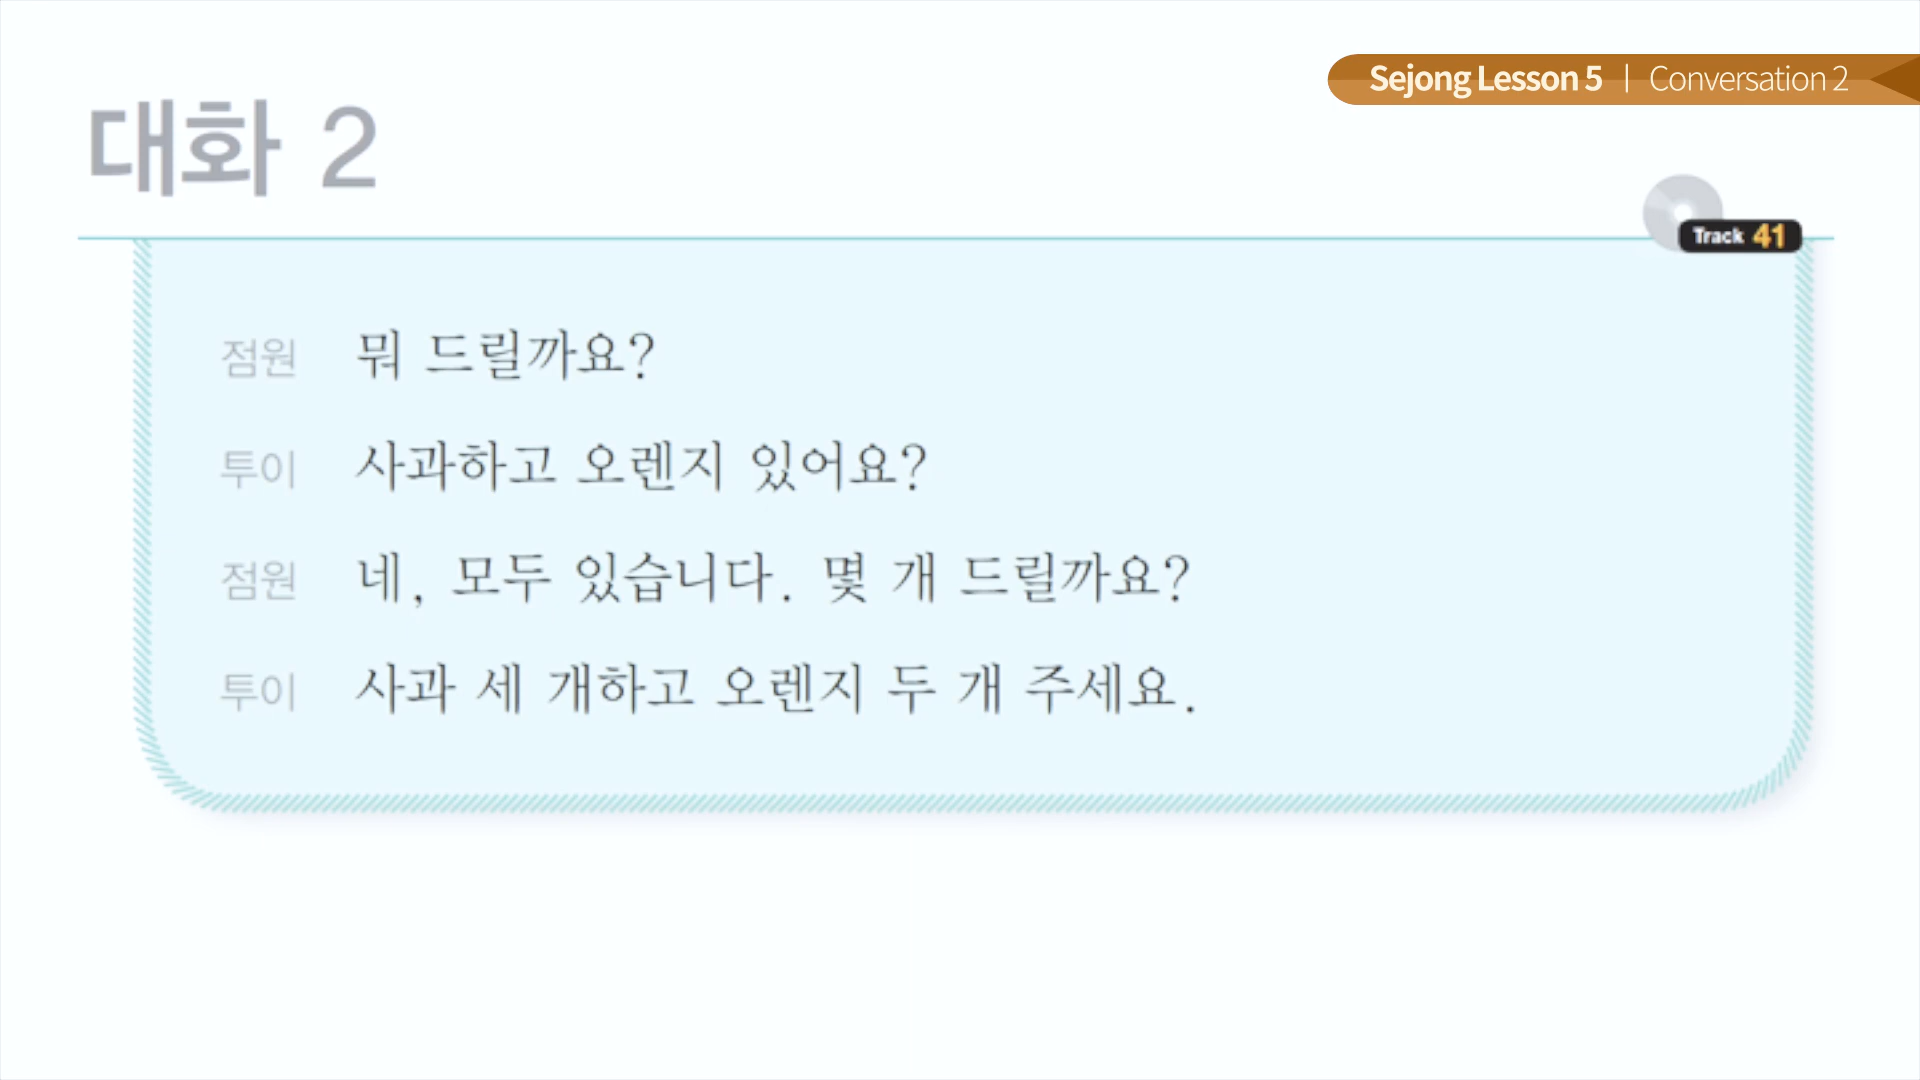 Sejong Lesson 5 | Conversation 2
대화 2
Track 41
점원 뭐 드릴까요?
투이 사과하고 오렌지 있어요?
점원 네, 모두 있습니다. 몇 개 드릴까요?
투이 사과 세 개하고 오렌지 두 개 주세요.